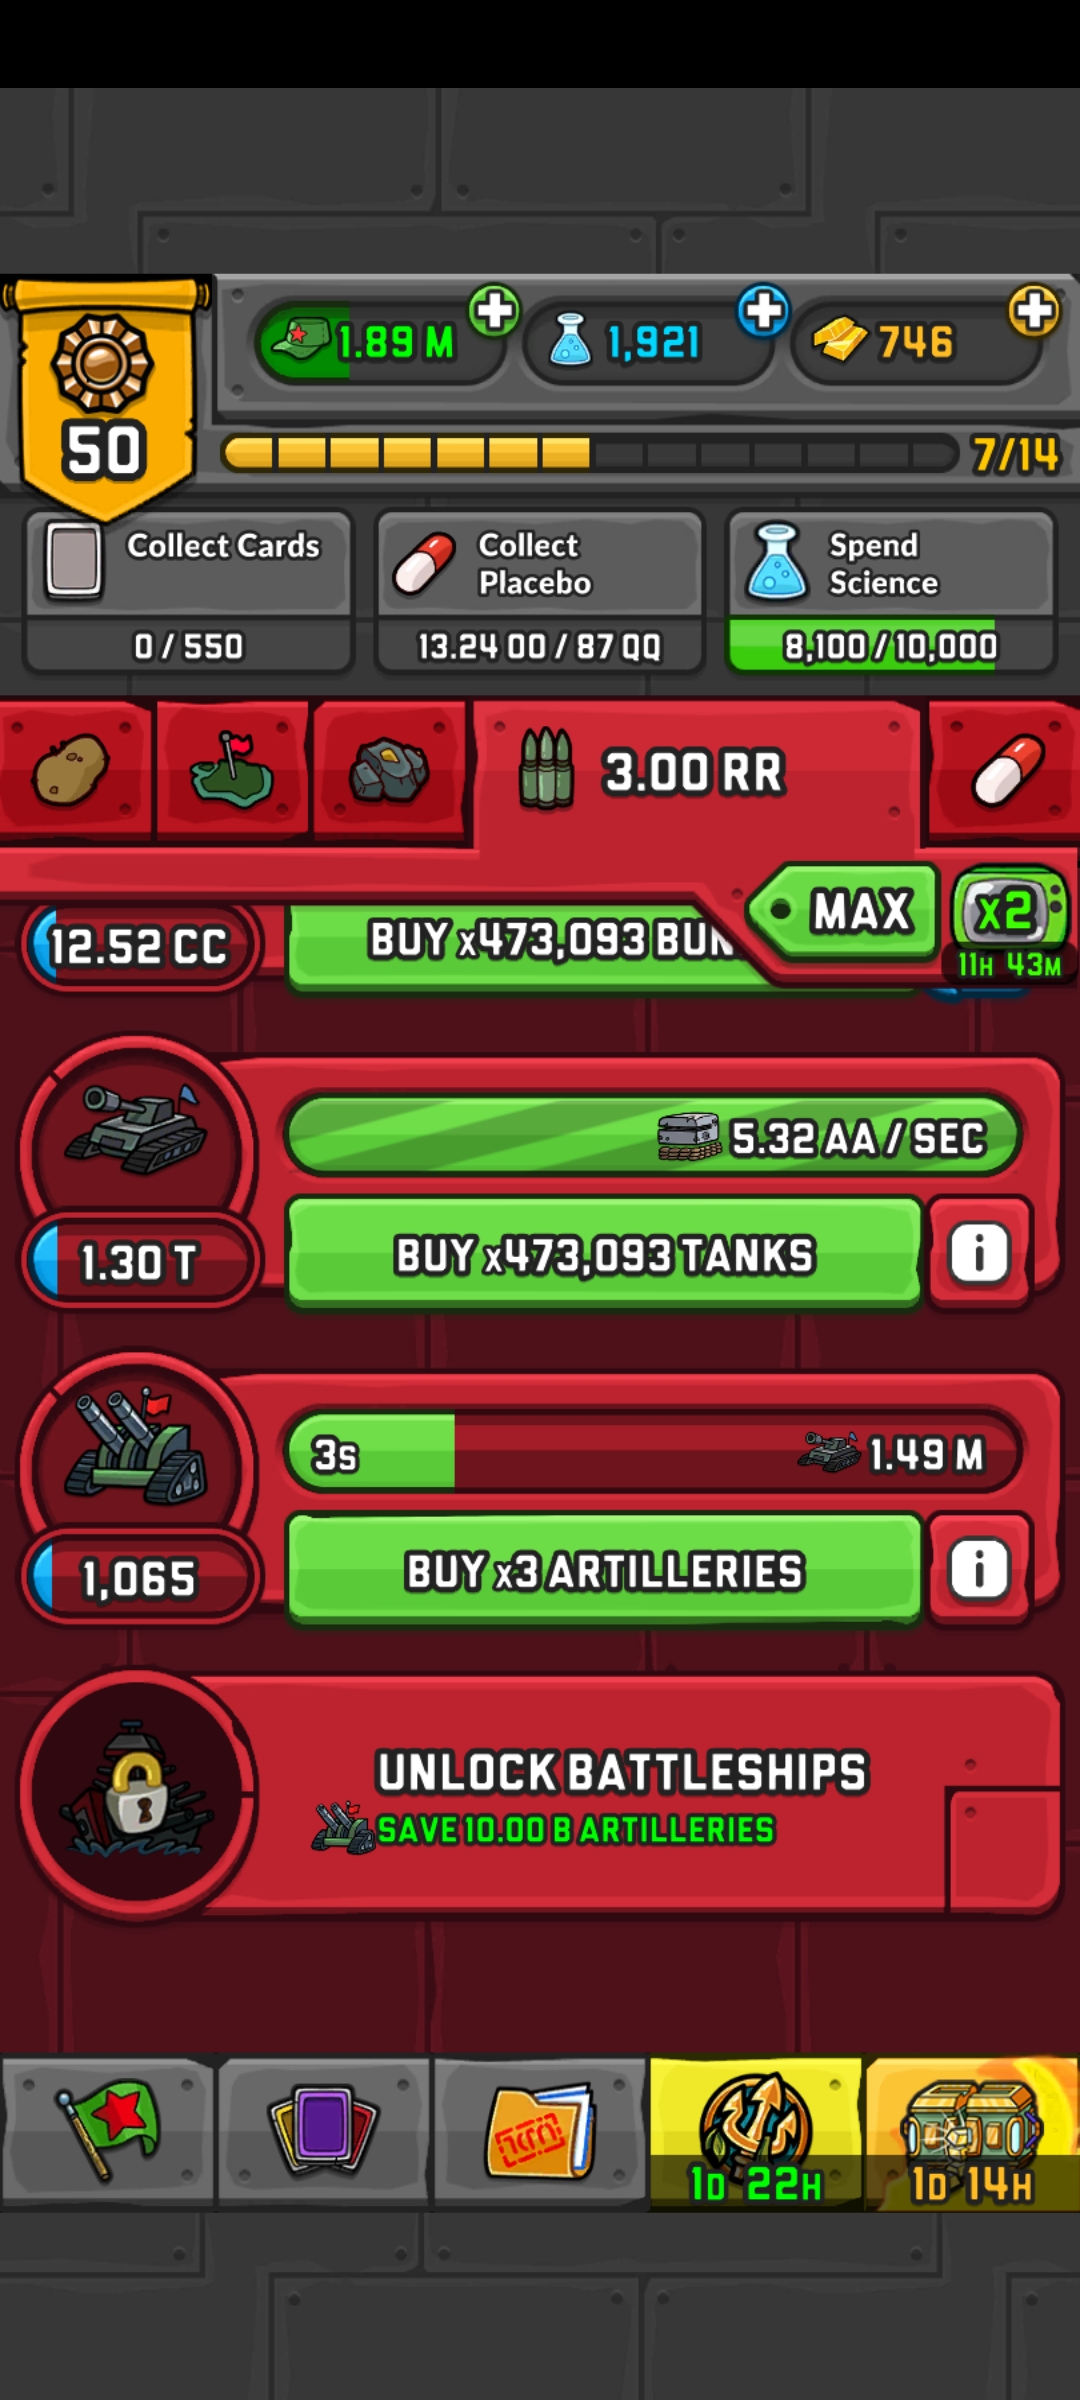 1.89 M
1,921
746
50
7/14
Collect Cards
0 / 550
Collect
Placebo
13.24 OO / 87 QQ
Spend
Science
8,100 / 10,000
3.00 RR
MAX
x2
11H 43M
12.52 CC
BUY x473,093 BUN
5.32 AA / SEC
1.30 T
BUY x473,093 TANKS
i
3s
1.49 M
1,065
BUY x3 ARTILLERIES
i
UNLOCK BATTLESHIPS
SAVE 10.00 B ARTILLERIES
1D 22H
1D 14H